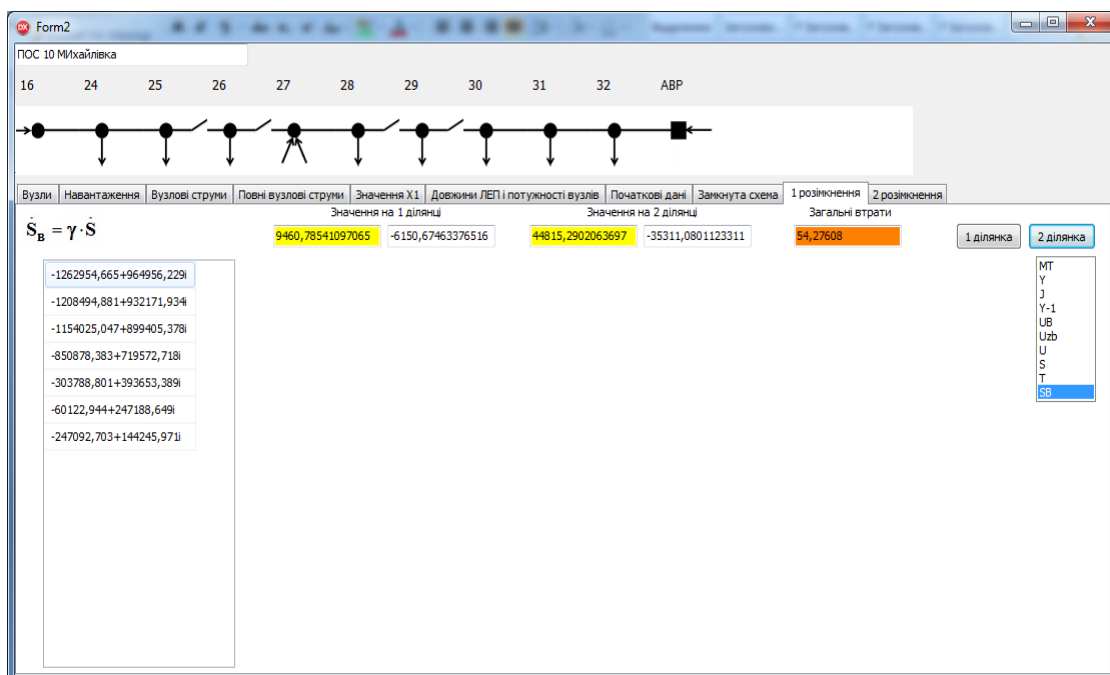 Form2
ПОС 10 МИхайлівка
16 24 25 26 27 28 29 30 31 32 АВР
Вузли Навантаження Вузлові струми Повні вузлові струми Значення X1 Довжини ЛЕП і потужності вузлів Початкові дані Замкнута схема 1 розімкнення 2 розімкнення
Значення на 1 ділянці Значення на 2 ділянці Загальні втрати
Ṡ_B = γ · Ṡ
9460,78541097065 -6150,67463376516 44815,2902063697 -35311,0801123311 54,27608 1 ділянка 2 ділянка
-1262954,665+964956,229i
-1208494,881+932171,934i
-1154025,047+899405,378i
-850878,383+719572,718i
-303788,801+393653,389i
-60122,944+247188,649i
-247092,703+144245,971i
MT
Y
J
Y-1
UB
Uzb
U
S
T
SB